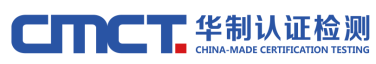 CMCT.
华制认证检测
CHINA-MADE CERTIFICATION TESTING